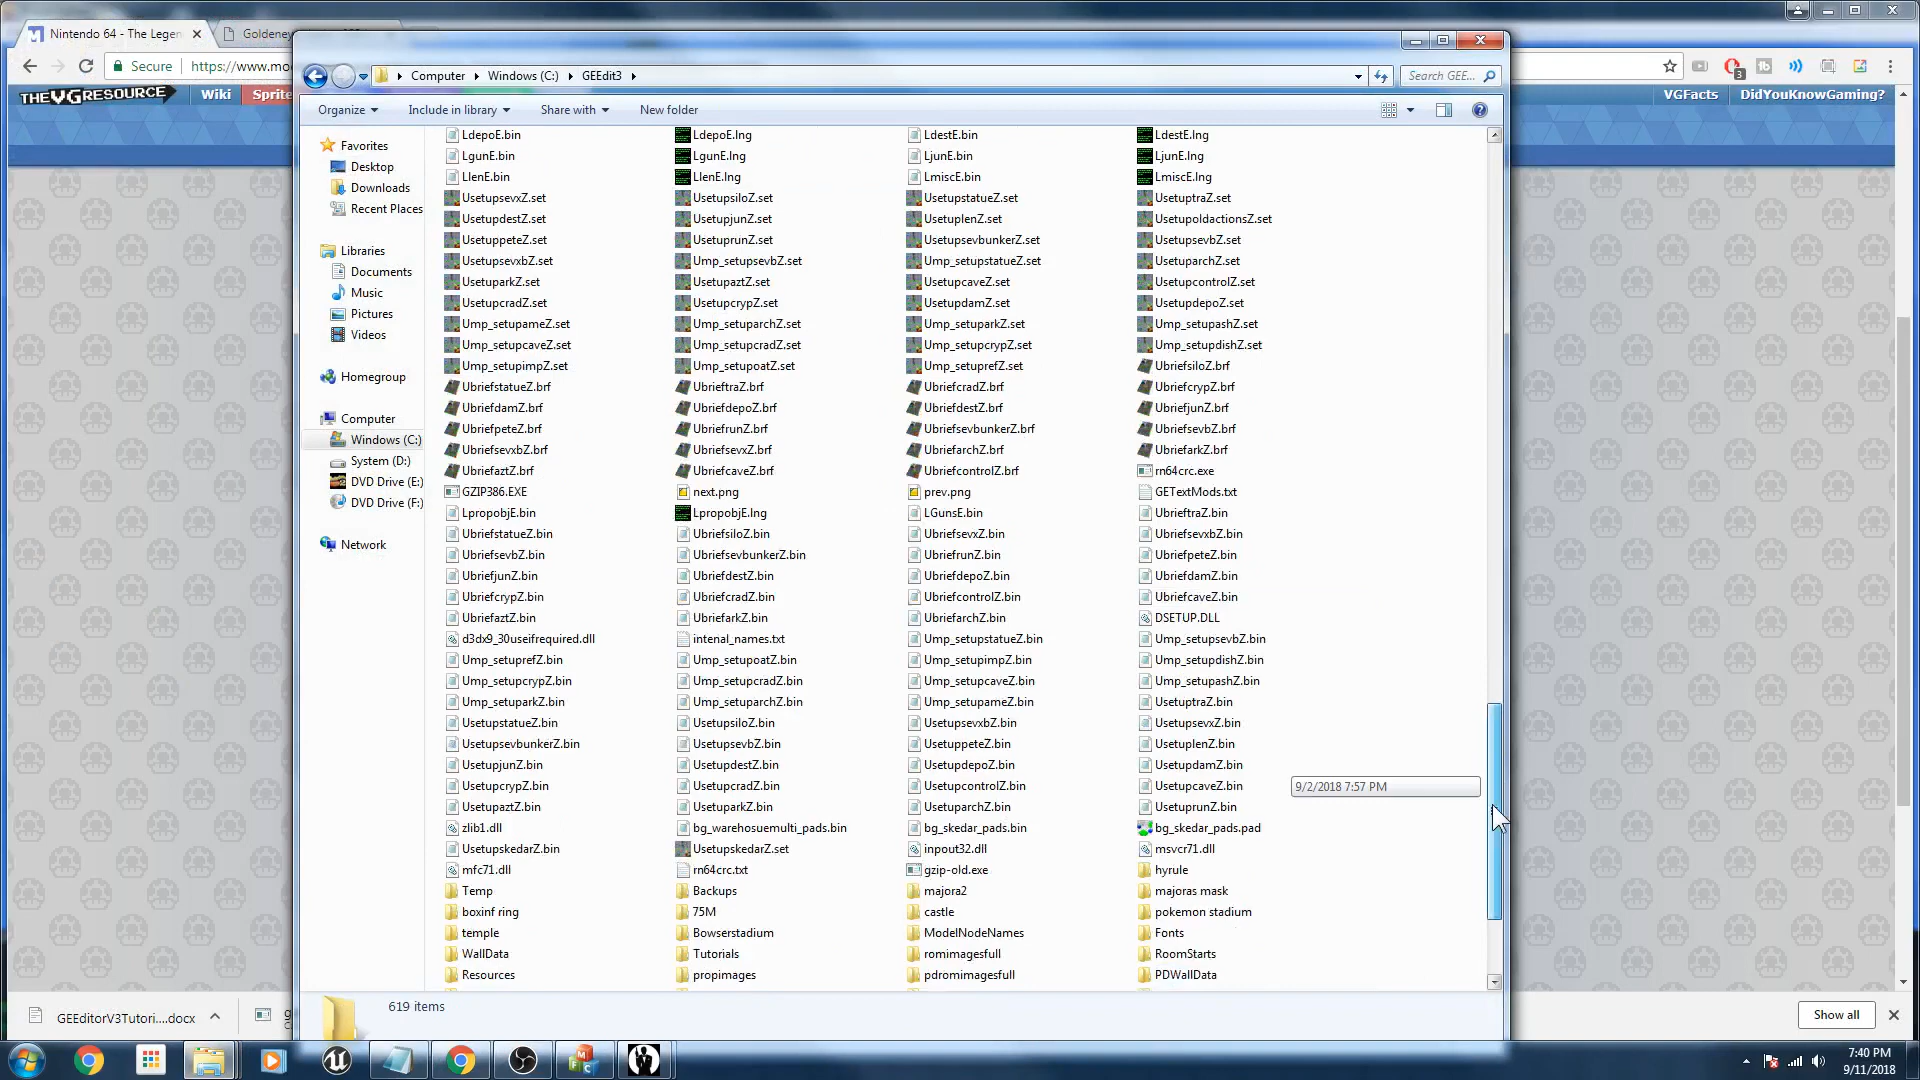 Nintendo 64 - The Legen
Goldeney
Secure
https://www.mo
THE VG RESOURCE
Wiki
Sprite
VGFacts
DidYouKnowGaming?
Computer
Windows (C:)
GEEdit3
Search GEE...
Organize
Include in library
Share with
New folder
Favorites
Desktop
Downloads
Recent Places
Libraries
Documents
Music
Pictures
Videos
Homegroup
Computer
Windows (C:)
System (D:)
DVD Drive (E:)
DVD Drive (F:)
Network
LdepoE.bin LdepoE.lng LdestE.bin LdestE.lng
LgunE.bin LgunE.lng LjunE.bin LjunE.lng
LlenE.bin LlenE.lng LmiscE.bin LmiscE.lng
UsetupsevxZ.set UsetupsiloZ.set UsetupstatueZ.set UsetuptraZ.set
UsetupdestZ.set UsetupjunZ.set UsetuplenZ.set UsetupoldactionsZ.set
UsetuppeteZ.set UsetuprunZ.set UsetupsevbunkerZ.set UsetupsevbZ.set
UsetupsevxbZ.set Ump_setupsevbZ.set Ump_setupstatueZ.set UsetuparchZ.set
UsetuparkZ.set UsetupaztZ.set UsetupcaveZ.set UsetupcontrolZ.set
UsetupcradZ.set UsetupcrypZ.set UsetupdamZ.set UsetupdepoZ.set
Ump_setupameZ.set Ump_setuparchZ.set Ump_setuparkZ.set Ump_setupashZ.set
Ump_setupcaveZ.set Ump_setupcradZ.set Ump_setupcrypZ.set Ump_setupdishZ.set
Ump_setupimpZ.set Ump_setupoatZ.set Ump_setuprefZ.set UbriefsiloZ.brf
UbriefstatueZ.brf UbrieftraZ.brf UbriefcradZ.brf UbriefcrypZ.brf
UbriefdamZ.brf UbriefdepoZ.brf UbriefdestZ.brf UbriefjunZ.brf
UbriefpeteZ.brf UbriefrunZ.brf UbriefsevbunkerZ.brf UbriefsevbZ.brf
UbriefsevxbZ.brf UbriefsevxZ.brf UbriefarchZ.brf UbriefarkZ.brf
UbriefaztZ.brf UbriefcaveZ.brf UbriefcontrolZ.brf rn64crc.exe
GZIP386.EXE next.png prev.png GETextMods.txt
LpropobjE.bin LpropobjE.lng LGunsE.bin UbrieftraZ.bin
UbriefstatueZ.bin UbriefsiloZ.bin UbriefsevxZ.bin UbriefsevxbZ.bin
UbriefsevbZ.bin UbriefsevbunkerZ.bin UbriefrunZ.bin UbriefpeteZ.bin
UbriefjunZ.bin UbriefdestZ.bin UbriefdepoZ.bin UbriefdamZ.bin
UbriefcrypZ.bin UbriefcradZ.bin UbriefcontrolZ.bin UbriefcaveZ.bin
UbriefaztZ.bin UbriefarkZ.bin UbriefarchZ.bin DSETUP.DLL
d3dx9_30useifrequired.dll intenal_names.txt Ump_setupstatueZ.bin Ump_setupsevbZ.bin
Ump_setuprefZ.bin Ump_setupoatZ.bin Ump_setupimpZ.bin Ump_setupdishZ.bin
Ump_setupcrypZ.bin Ump_setupcradZ.bin Ump_setupcaveZ.bin Ump_setupashZ.bin
Ump_setuparkZ.bin Ump_setuparchZ.bin Ump_setupameZ.bin UsetuptraZ.bin
UsetupstatueZ.bin UsetupsiloZ.bin UsetupsevxbZ.bin UsetupsevxZ.bin
UsetupsevbunkerZ.bin UsetupsevbZ.bin UsetuppeteZ.bin UsetuplenZ.bin
UsetupjunZ.bin UsetupdestZ.bin UsetupdepoZ.bin UsetupdamZ.bin
UsetupcrypZ.bin UsetupcradZ.bin UsetupcontrolZ.bin UsetupcaveZ.bin
9/2/2018 7:57 PM
UsetupaztZ.bin UsetuparkZ.bin UsetuparchZ.bin UsetuprunZ.bin
zlib1.dll bg_warehosuemulti_pads.bin bg_skedar_pads.bin bg_skedar_pads.pad
UsetupskedarZ.bin UsetupskedarZ.set inpout32.dll msvcr71.dll
mfc71.dll rn64crc.txt gzip-old.exe hyrule
Temp Backups majora2 majoras mask
boxinf ring 75M castle pokemon stadium
temple Bowserstadium ModelNodeNames Fonts
WallData Tutorials romimagesfull RoomStarts
Resources propimages pdromimagesfull PDWallData
619 items
GEEditorV3Tutori....docx
Show all
7:40 PM
9/11/2018